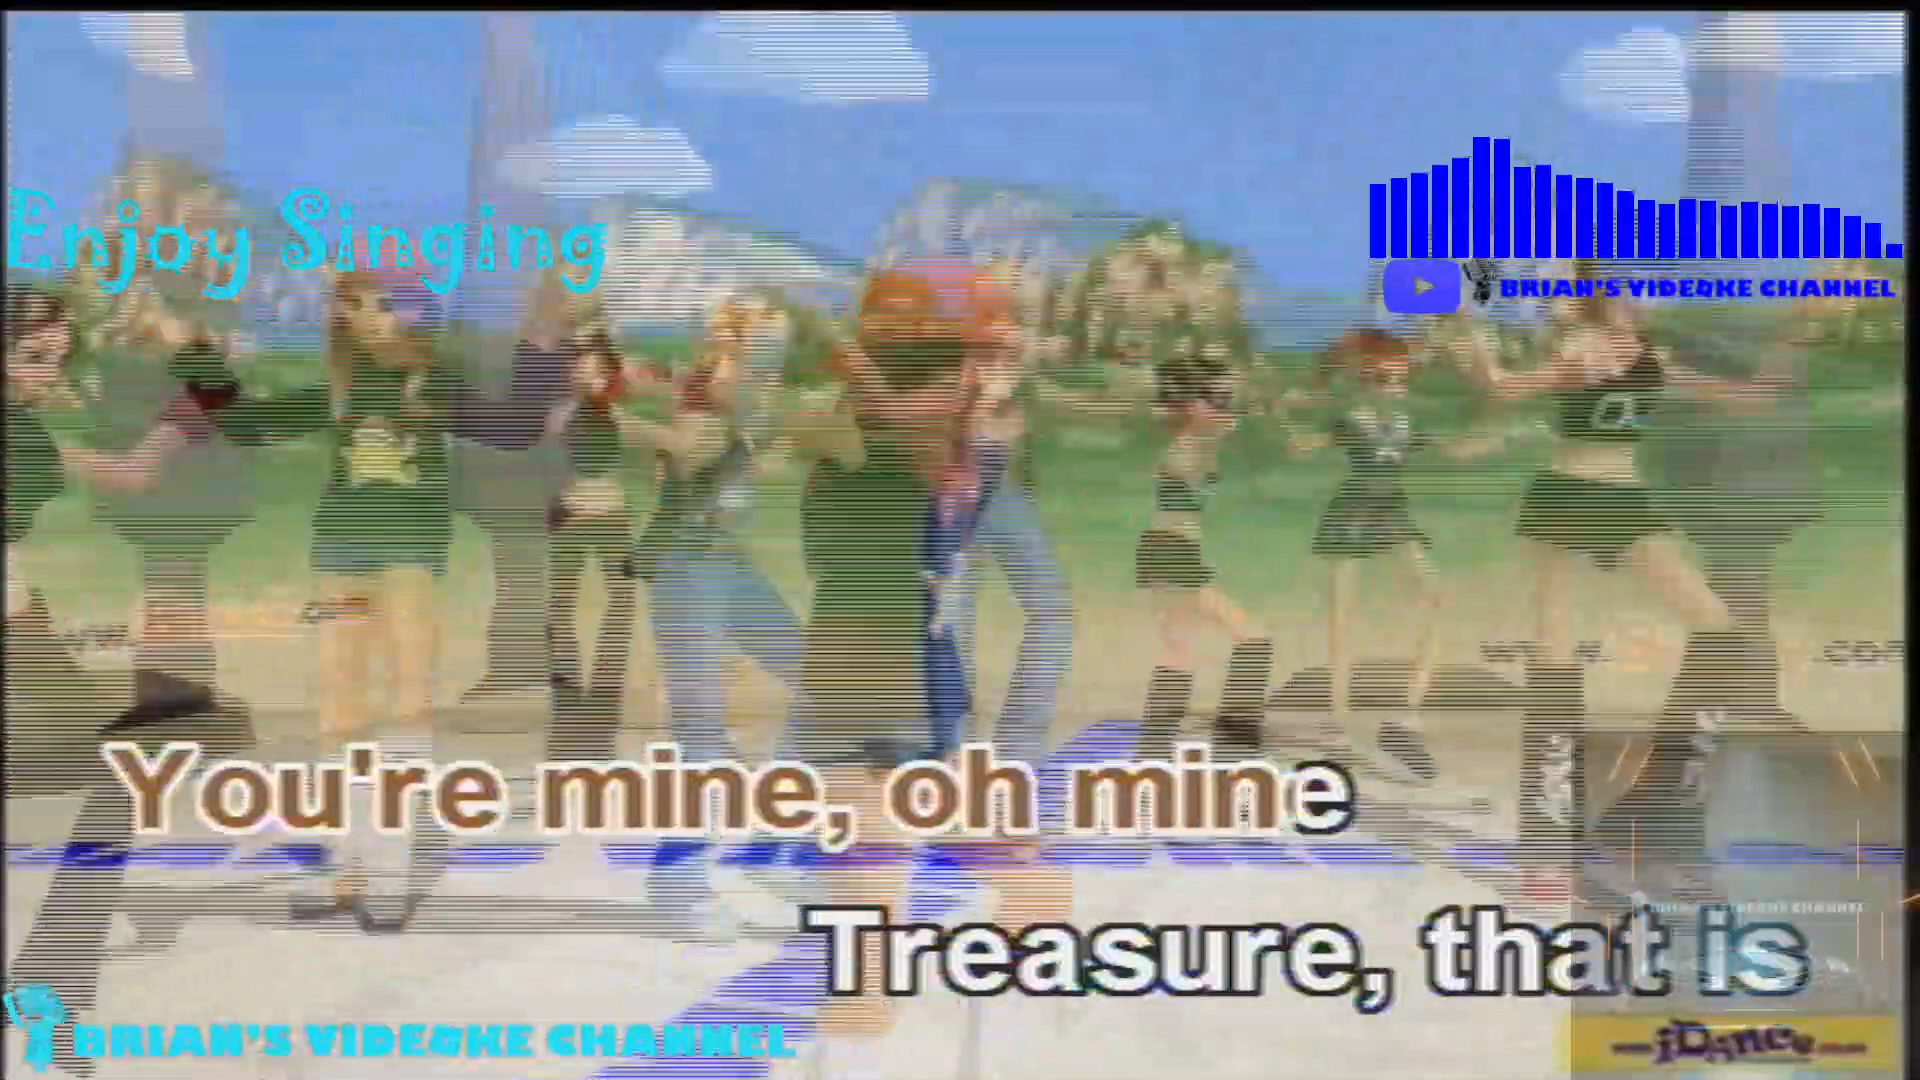 Enjoy Singing
BRIAN'S VIDEOKE CHANNEL
You're mine, oh mine
Treasure, that is
BRIAN'S VIDEOKE CHANNEL
iDance